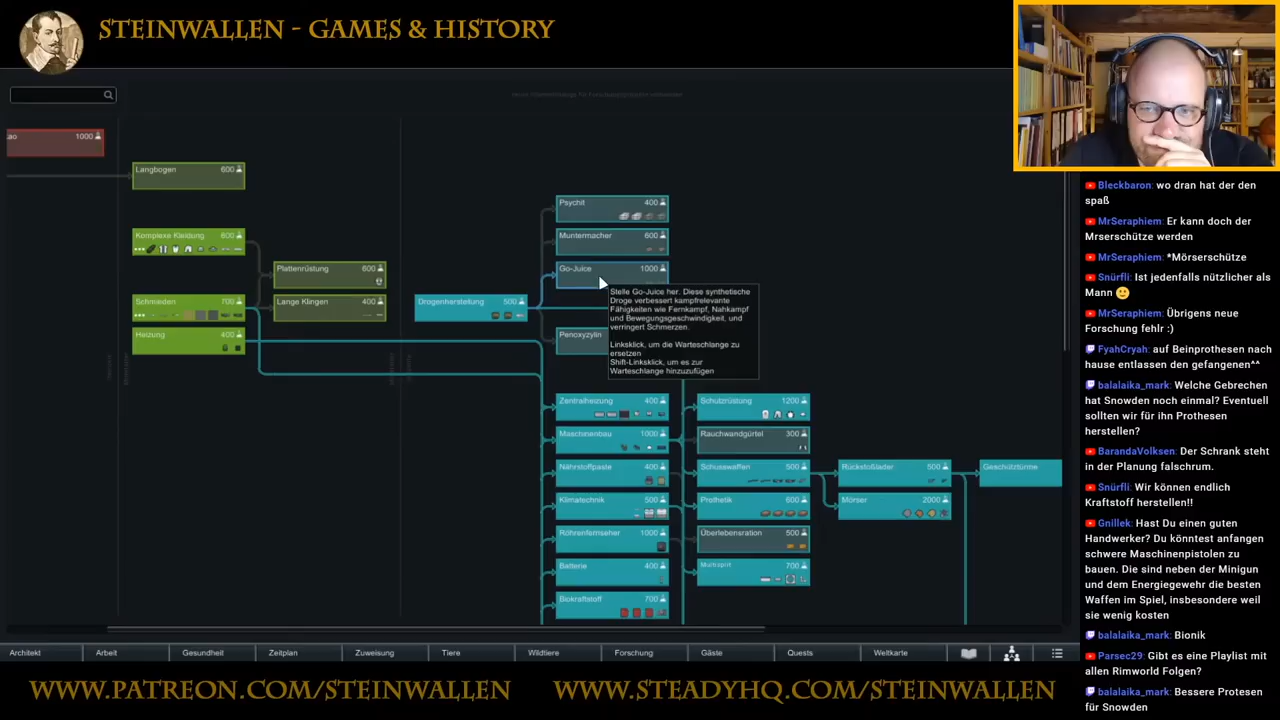 STEINWALLEN - GAMES & HISTORY
1000
Langbogen 600
Komplexe Kleidung 600
Plattenrüstung 600
Schmieden 700
Lange Klingen 400
Heizung 400
Drogenherstellung 500
Psychit 400
Muntermacher 600
Go-Juice 1000
Penoxyzylin
Stelle Go-Juice her. Diese synthetische
Droge verbessert kampfrelevante
Fähigkeiten wie Fernkampf, Nahkampf
und Bewegungsgeschwindigkeit, und
verringert Schmerzen.
Linksklick, um die Warteschlange zu
ersetzen
Shift-Linksklick, um es zur
Warteschlange hinzuzufügen
Zentralheizung 400
Schutzrüstung 1200
Maschinenbau 1000
Rauchwandgürtel 300
Nährstoffpaste 400
Schusswaffen 500
Rückstoßlader 500
Geschütztürme
Klimatechnik 500
Prothetik 600
Mörser 2000
Röhrenfernseher 1000
Überlebensration 500
Batterie 400
Biokraftstoff 700
700
Architekt
Arbeit
Gesundheit
Zeitplan
Zuweisung
Tiere
Wildtiere
Forschung
Gäste
Quests
Weltkarte
Bleckbaron: wo dran hat der den
spaß
MrSeraphiem: Er kann doch der
Mrserschütze werden
MrSeraphiem: *Mörserschütze
Snürfli: Ist jedenfalls nützlicher als
Mann 🙂
MrSeraphiem: Übrigens neue
Forschung fehlr :)
FyahCryah: auf Beinprothesen nach
hause entlassen den gefangenen^^
balalaika_mark: Welche Gebrechen
hat Snowden noch einmal? Eventuell
sollten wir für ihn Prothesen
herstellen?
BarandaVolksen: Der Schrank steht
in der Planung falschrum.
Snürfli: Wir können endlich
Kraftstoff herstellen!!
Gnillek: Hast Du einen guten
Handwerker? Du könntest anfangen
schwere Maschinenpistolen zu
bauen. Die sind neben der Minigun
und dem Energiegewehr die besten
Waffen im Spiel, insbesondere weil
sie wenig kosten
balalaika_mark: Bionik
Parsec29: Gibt es eine Playlist mit
allen Rimworld Folgen?
balalaika_mark: Bessere Protesen
für Snowden
WWW.PATREON.COM/STEINWALLEN
WWW.STEADYHQ.COM/STEINWALLEN